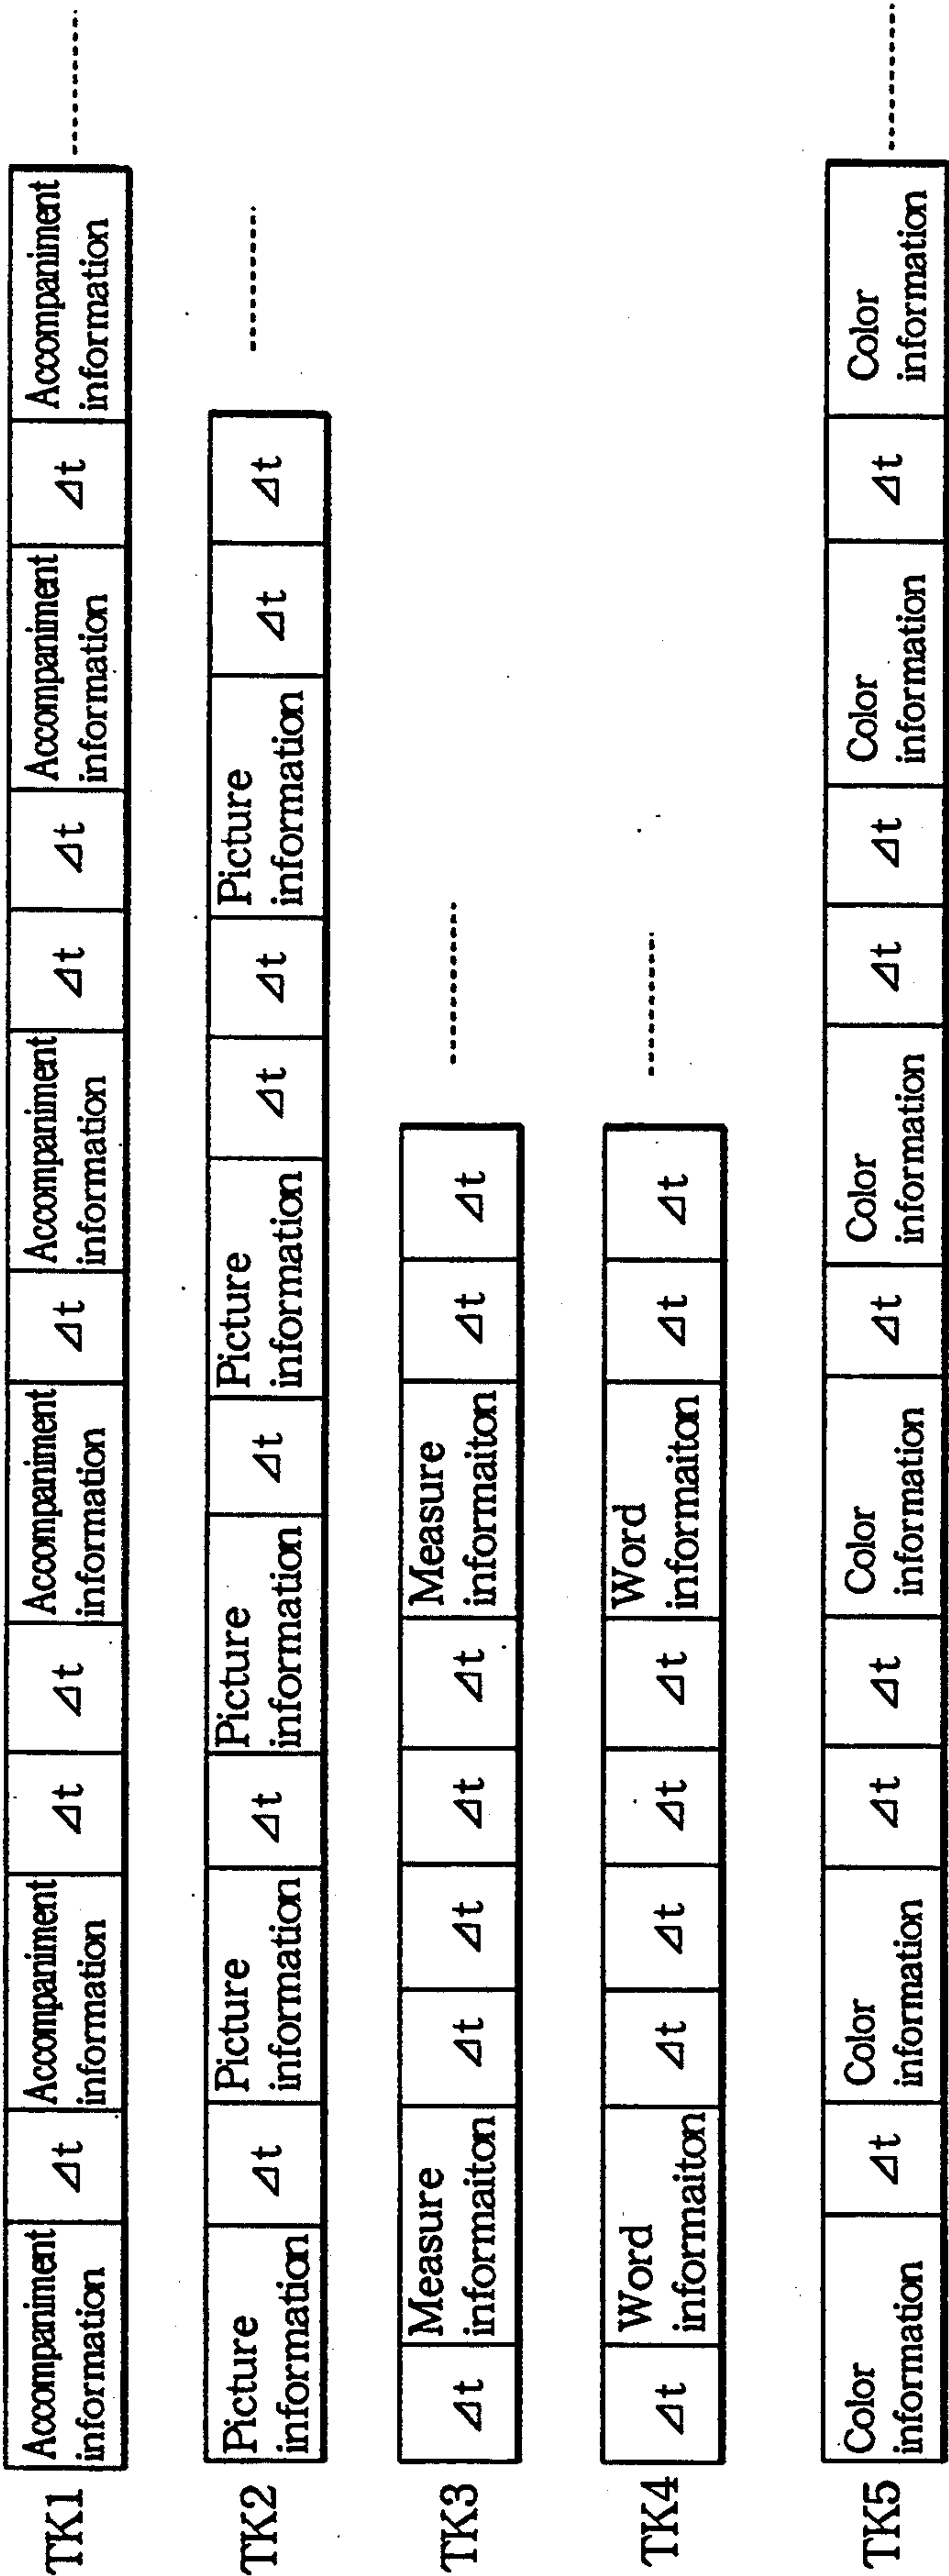 TK1
Accompaniment
information
Δt
Accompaniment
information
Δt
Δt
Accompaniment
information
Δt
Accompaniment
information
Δt
Δt
Accompaniment
information
Δt
Accompaniment
information
TK2
Picture
information
Δt
Picture
information
Δt
Picture
information
Δt
Picture
information
Δt
Δt
Picture
information
Δt
Δt
TK3
Δt
Measure
informaiton
Δt
Δt
Δt
Δt
Measure
informaiton
Δt
Δt
TK4
Δt
Word
informaiton
Δt
Δt
Δt
Δt
Word
informaiton
Δt
Δt
TK5
Color
information
Δt
Color
information
Δt
Δt
Color
information
Δt
Color
information
Δt
Δt
Color
information
Δt
Color
information